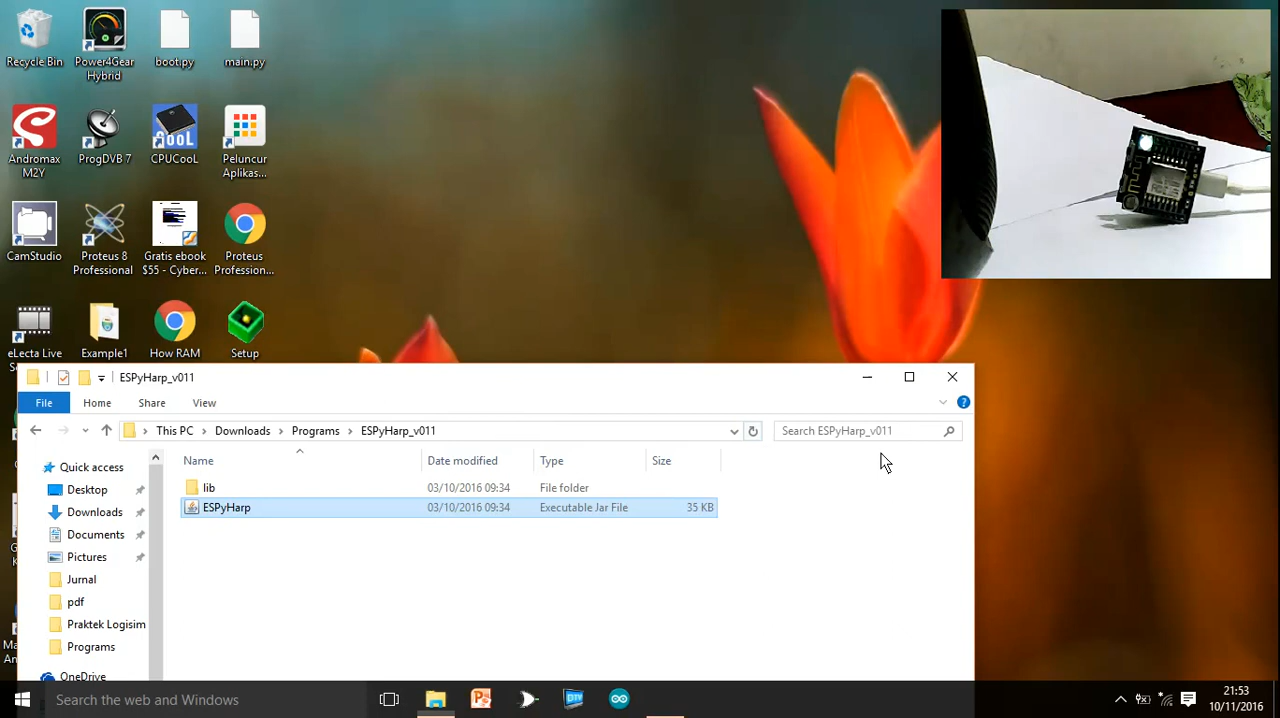 Recycle Bin
Power4Gear
Hybrid
boot.py
main.py
Andromax
M2Y
ProgDVB 7
CPUCooL
Peluncur
Aplikas...
CamStudio
Proteus 8
Professional
Gratis ebook
$55 - Cyber...
Proteus
Profession...
eLecta Live
Example1
How RAM
Setup
ESPyHarp_v011
File
Home
Share
View
This PC
Downloads
Programs
ESPyHarp_v011
Search ESPyHarp_v011
Name
Date modified
Type
Size
lib
03/10/2016 09:34
File folder
ESPyHarp
03/10/2016 09:34
Executable Jar File
35 KB
Quick access
Desktop
Downloads
Documents
Pictures
Jurnal
pdf
Praktek Logisim
Programs
OneDrive
Search the web and Windows
21:53
10/11/2016